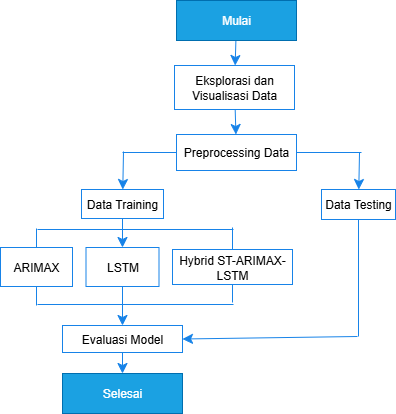 Mulai
Eksplorasi dan
Visualisasi Data
Preprocessing Data
Data Training
Data Testing
ARIMAX
LSTM
Hybrid ST-ARIMAX-
LSTM
Evaluasi Model
Selesai